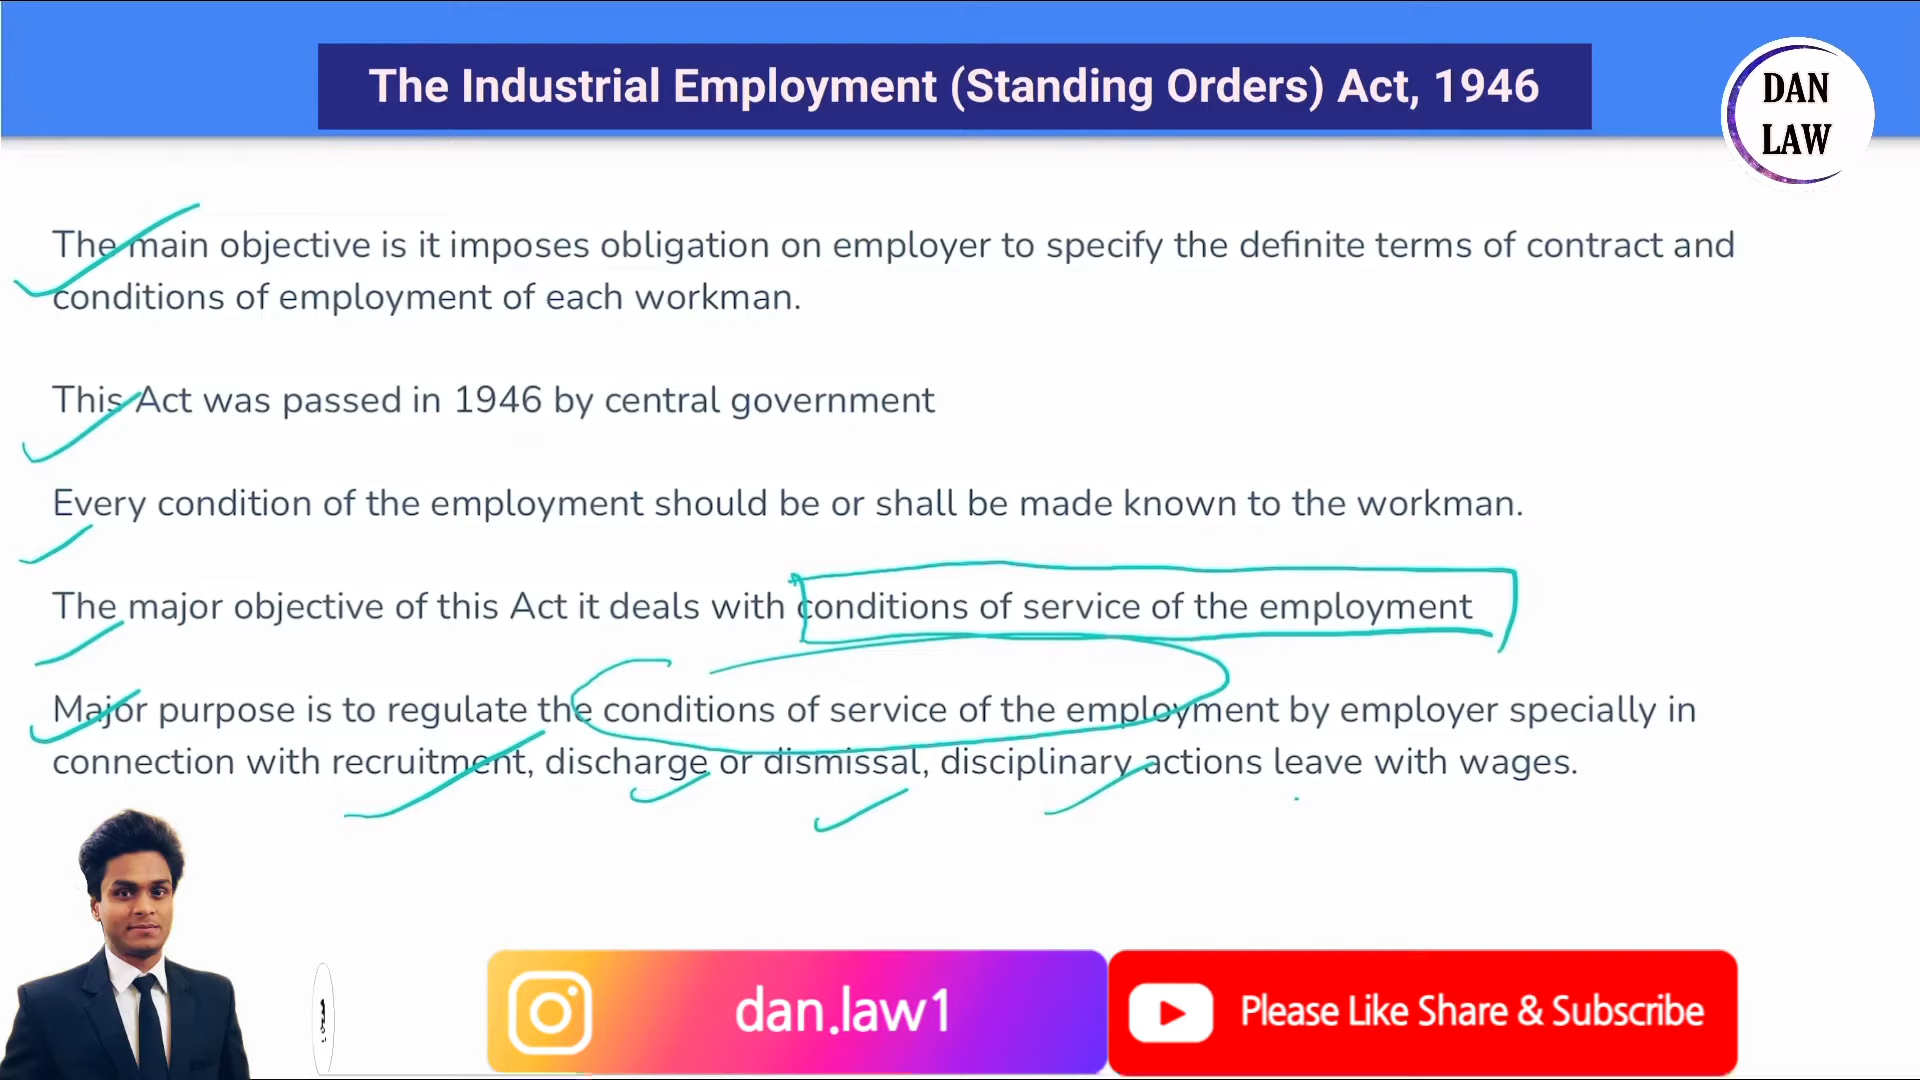 The Industrial Employment (Standing Orders) Act, 1946
DAN
LAW
The main objective is it imposes obligation on employer to specify the definite terms of contract and
conditions of employment of each workman.
This Act was passed in 1946 by central government
Every condition of the employment should be or shall be made known to the workman.
The major objective of this Act it deals with conditions of service of the employment
Major purpose is to regulate the conditions of service of the employment by employer specially in
connection with recruitment, discharge or dismissal, disciplinary actions leave with wages.
dan.law1
Please Like Share & Subscribe